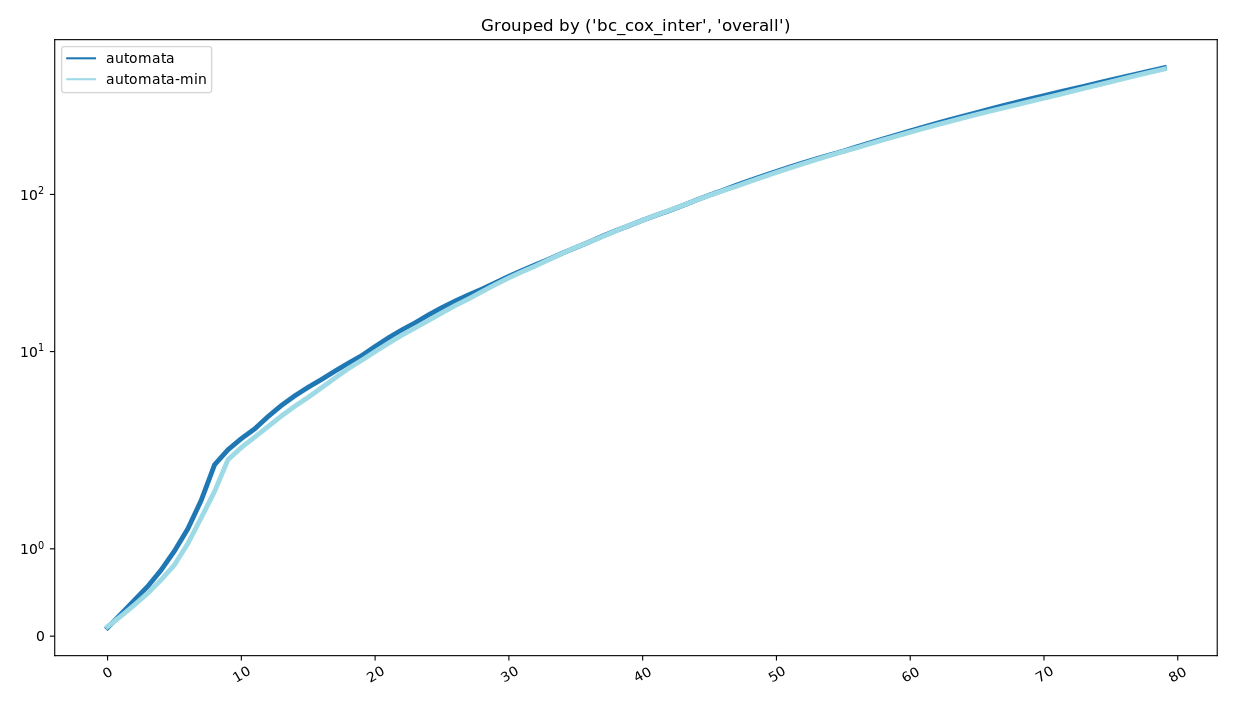 Grouped by ('bc_cox_inter', 'overall')
automata
automata-min
10²
10¹
10⁰
0
0 10 20 30 40 50 60 70 80